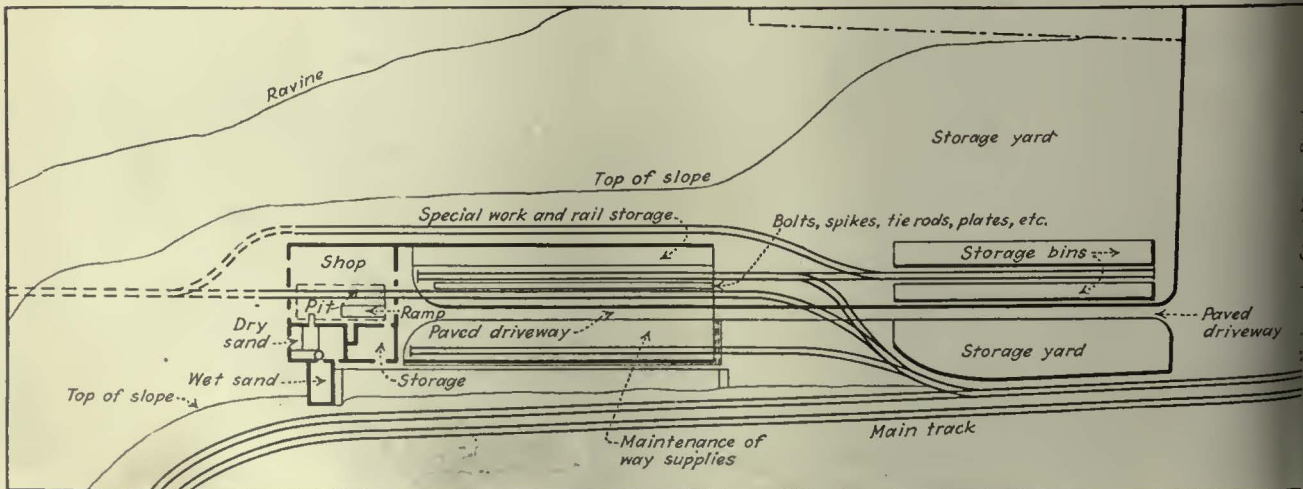 Ravine
Storage yard
Top of slope
Special work and rail storage
Bolts, spikes, tie rods, plates, etc.
Shop
Storage bins
Pit
Ramp
Paved driveway
Paved
driveway
Dry
sand
Storage yard
Wet sand
Storage
Top of slope
Main track
Maintenance of
way supplies